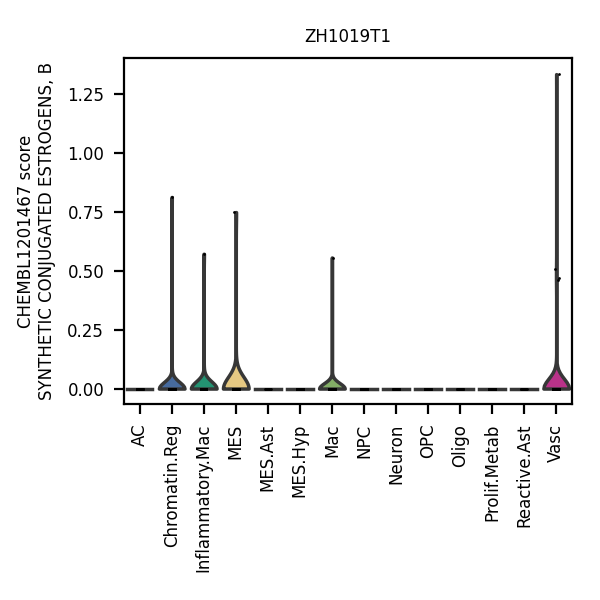 ZH1019T1
CHEMBL1201467 score
SYNTHETIC CONJUGATED ESTROGENS, B
1.25
1.00
0.75
0.50
0.25
0.00
AC
Chromatin.Reg
Inflammatory.Mac
MES
MES.Ast
MES.Hyp
Mac
NPC
Neuron
OPC
Oligo
Prolif.Metab
Reactive.Ast
Vasc